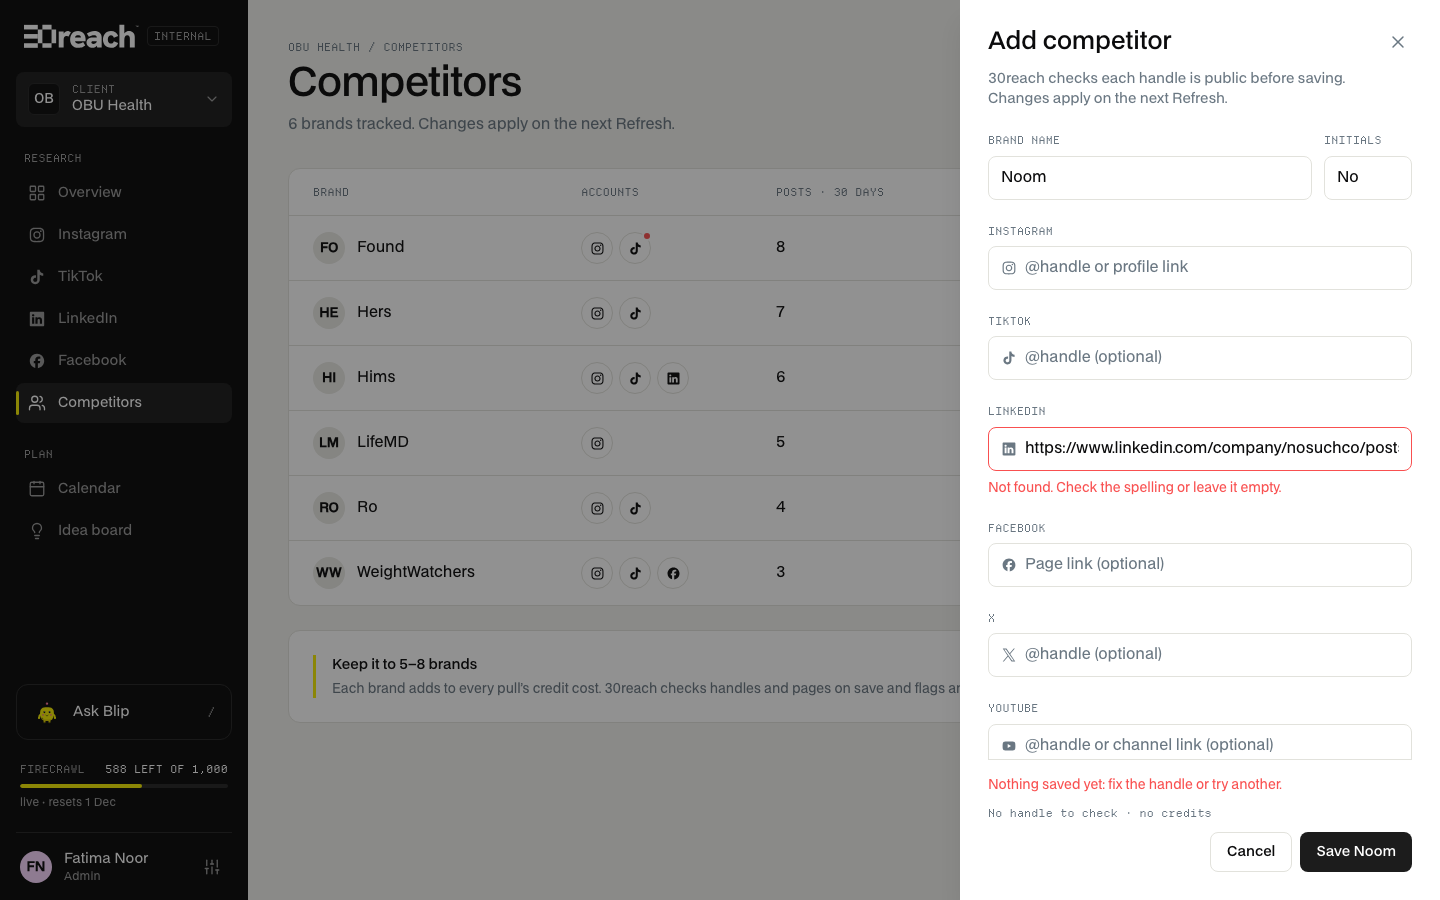 30reach INTERNAL
OB CLIENT
OBU Health
RESEARCH
Overview
Instagram
TikTok
LinkedIn
Facebook
Competitors
PLAN
Calendar
Idea board
Ask Blip /
FIRECRAWL 588 LEFT OF 1,000
live · resets 1 Dec
FN Fatima Noor
Admin
OBU HEALTH / COMPETITORS
Competitors
6 brands tracked. Changes apply on the next Refresh.
BRAND ACCOUNTS POSTS · 30 DAYS
FO Found 8
HE Hers 7
HI Hims 6
LM LifeMD 5
RO Ro 4
WW WeightWatchers 3
Keep it to 5–8 brands
Each brand adds to every pull's credit cost. 30reach checks handles and pages on save and flags
Add competitor
30reach checks each handle is public before saving.
Changes apply on the next Refresh.
BRAND NAME INITIALS
Noom No
INSTAGRAM
@handle or profile link
TIKTOK
@handle (optional)
LINKEDIN
https://www.linkedin.com/company/nosuchco/posts
Not found. Check the spelling or leave it empty.
FACEBOOK
Page link (optional)
X
@handle (optional)
YOUTUBE
@handle or channel link (optional)
Nothing saved yet: fix the handle or try another.
No handle to check · no credits
Cancel Save Noom